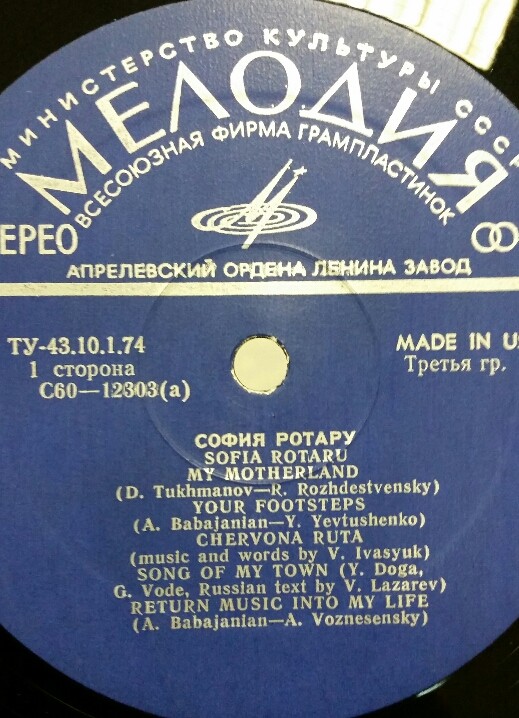 МИНИСТЕРСТВО КУЛЬТУРЫ СССР
МЕЛОДИЯ
ВСЕСОЮЗНАЯ ФИРМА ГРАМПЛАСТИНОК
ЕРЕО
АПРЕЛЕВСКИЙ ОРДЕНА ЛЕНИНА ЗАВОД
ТУ-43.10.1.74
MADE IN U
1 сторона
Третья гр.
С60—12303(а)
СОФИЯ РОТАРУ
SOFIA ROTARU
MY MOTHERLAND
(D. Tukhmanov—R. Rozhdestvensky)
YOUR FOOTSTEPS
(A. Babajanian—Y. Yevtushenko)
CHERVONA RUTA
(music and words by V. Ivasyuk)
SONG OF MY TOWN (Y. Doga,
G. Vode, Russian text by V. Lazarev)
RETURN MUSIC INTO MY LIFE
(A. Babajanian—A. Voznesensky)